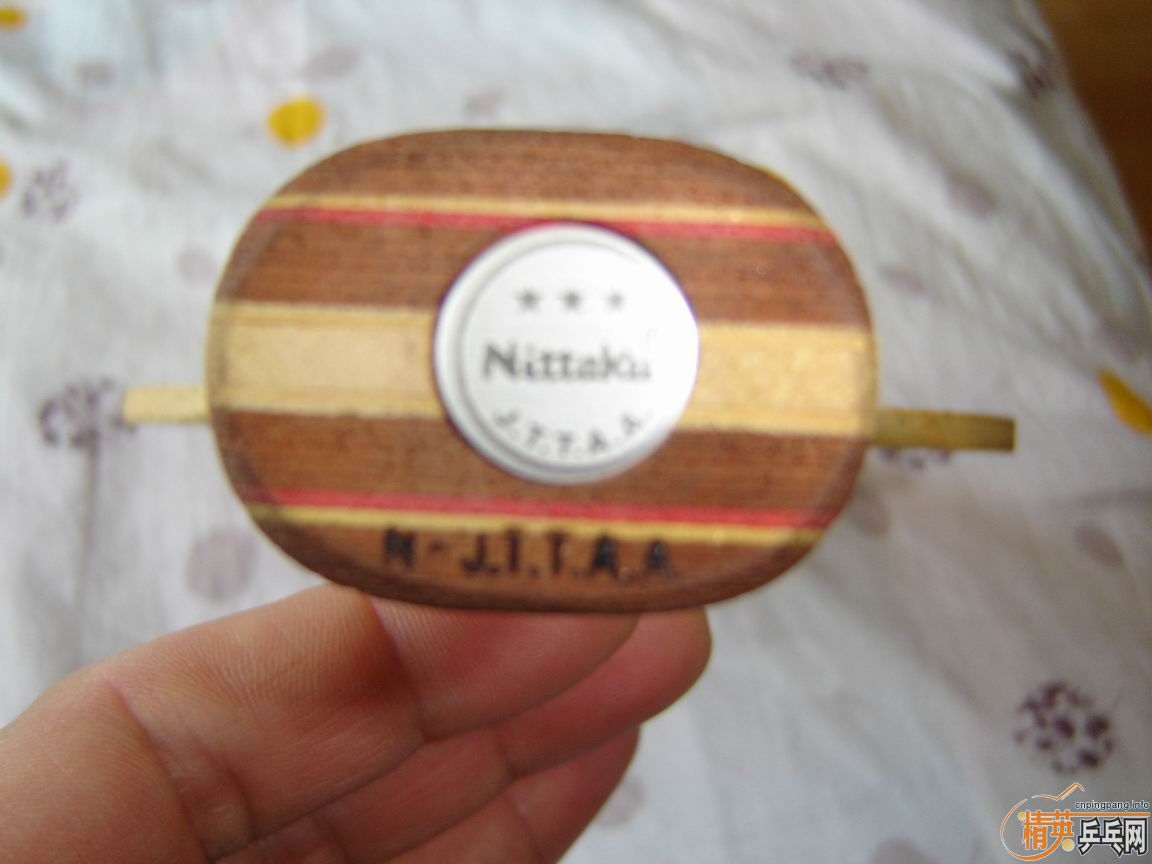 ★ ★ ★
Nittaku
J.T.T.A.A.
N-J.T.T.A.A.
cnpingpang.info
精英乒乓网